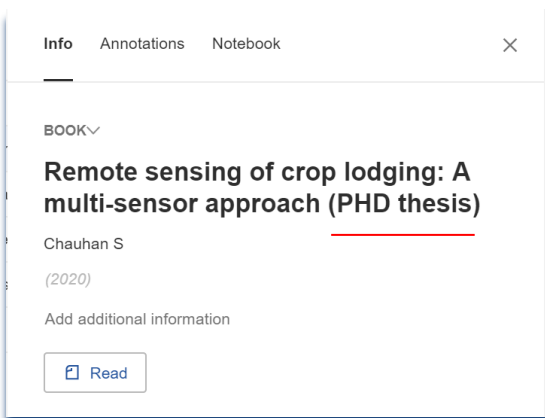 Info Annotations Notebook
BOOK
Remote sensing of crop lodging: A
multi-sensor approach (PHD thesis)
Chauhan S
(2020)
Add additional information
Read